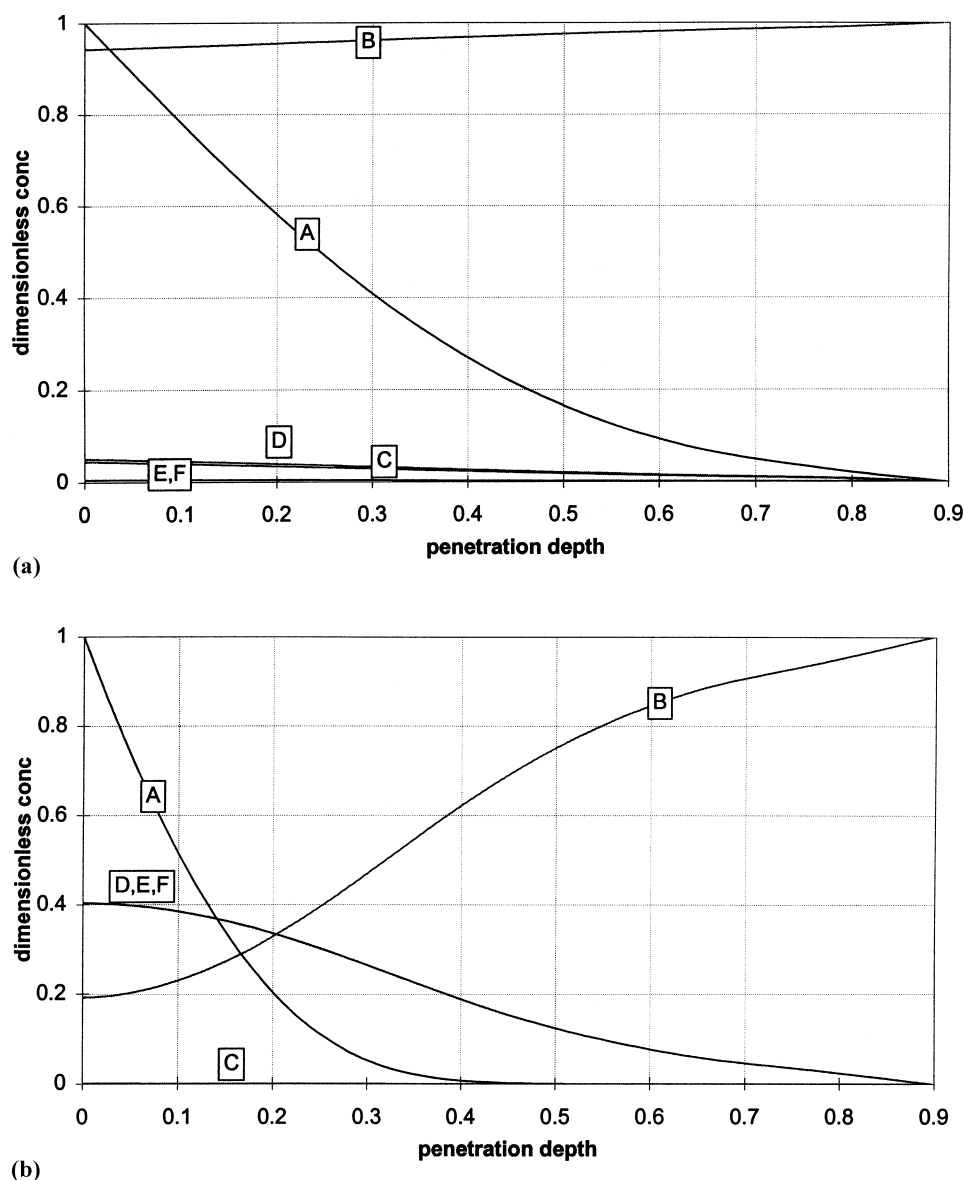 1
B
0.8
dimensionless conc
0.6
A
0.4
0.2
D
C
E,F
0
0 0.1 0.2 0.3 0.4 0.5 0.6 0.7 0.8 0.9
penetration depth
(a)
1
B
0.8
A
dimensionless conc
0.6
D,E,F
0.4
0.2
C
0
0 0.1 0.2 0.3 0.4 0.5 0.6 0.7 0.8 0.9
penetration depth
(b)